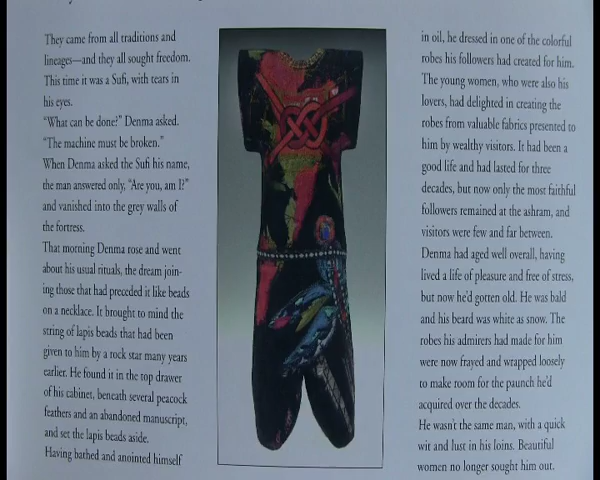 They came from all traditions and
lineages—and they all sought freedom.
This time it was a Sufi, with tears in
his eyes.
"What can be done?" Denma asked.
"The machine must be broken."
When Denma asked the Sufi his name,
the man answered only, "Are you, am I?"
and vanished into the grey walls of
the fortress.
That morning Denma rose and went
about his usual rituals, the dream join-
ing those that had preceded it like beads
on a necklace. It brought to mind the
string of lapis beads that had been
given to him by a rock star many years
earlier. He found it in the top drawer
of his cabinet, beneath several peacock
feathers and an abandoned manuscript,
and set the lapis beads aside.
Having bathed and anointed himself
in oil, he dressed in one of the colorful
robes his followers had created for him.
The young women, who were also his
lovers, had delighted in creating the
robes from valuable fabrics presented to
him by wealthy visitors. It had been a
good life and had lasted for three
decades, but now only the most faithful
followers remained at the ashram, and
visitors were few and far between.
Denma had aged well overall, having
lived a life of pleasure and free of stress,
but now he'd gotten old. He was bald
and his beard was white as snow. The
robes his admirers had made for him
were now frayed and wrapped loosely
to make room for the paunch he'd
acquired over the decades.
He wasn't the same man, with a quick
wit and lust in his loins. Beautiful
women no longer sought him out.